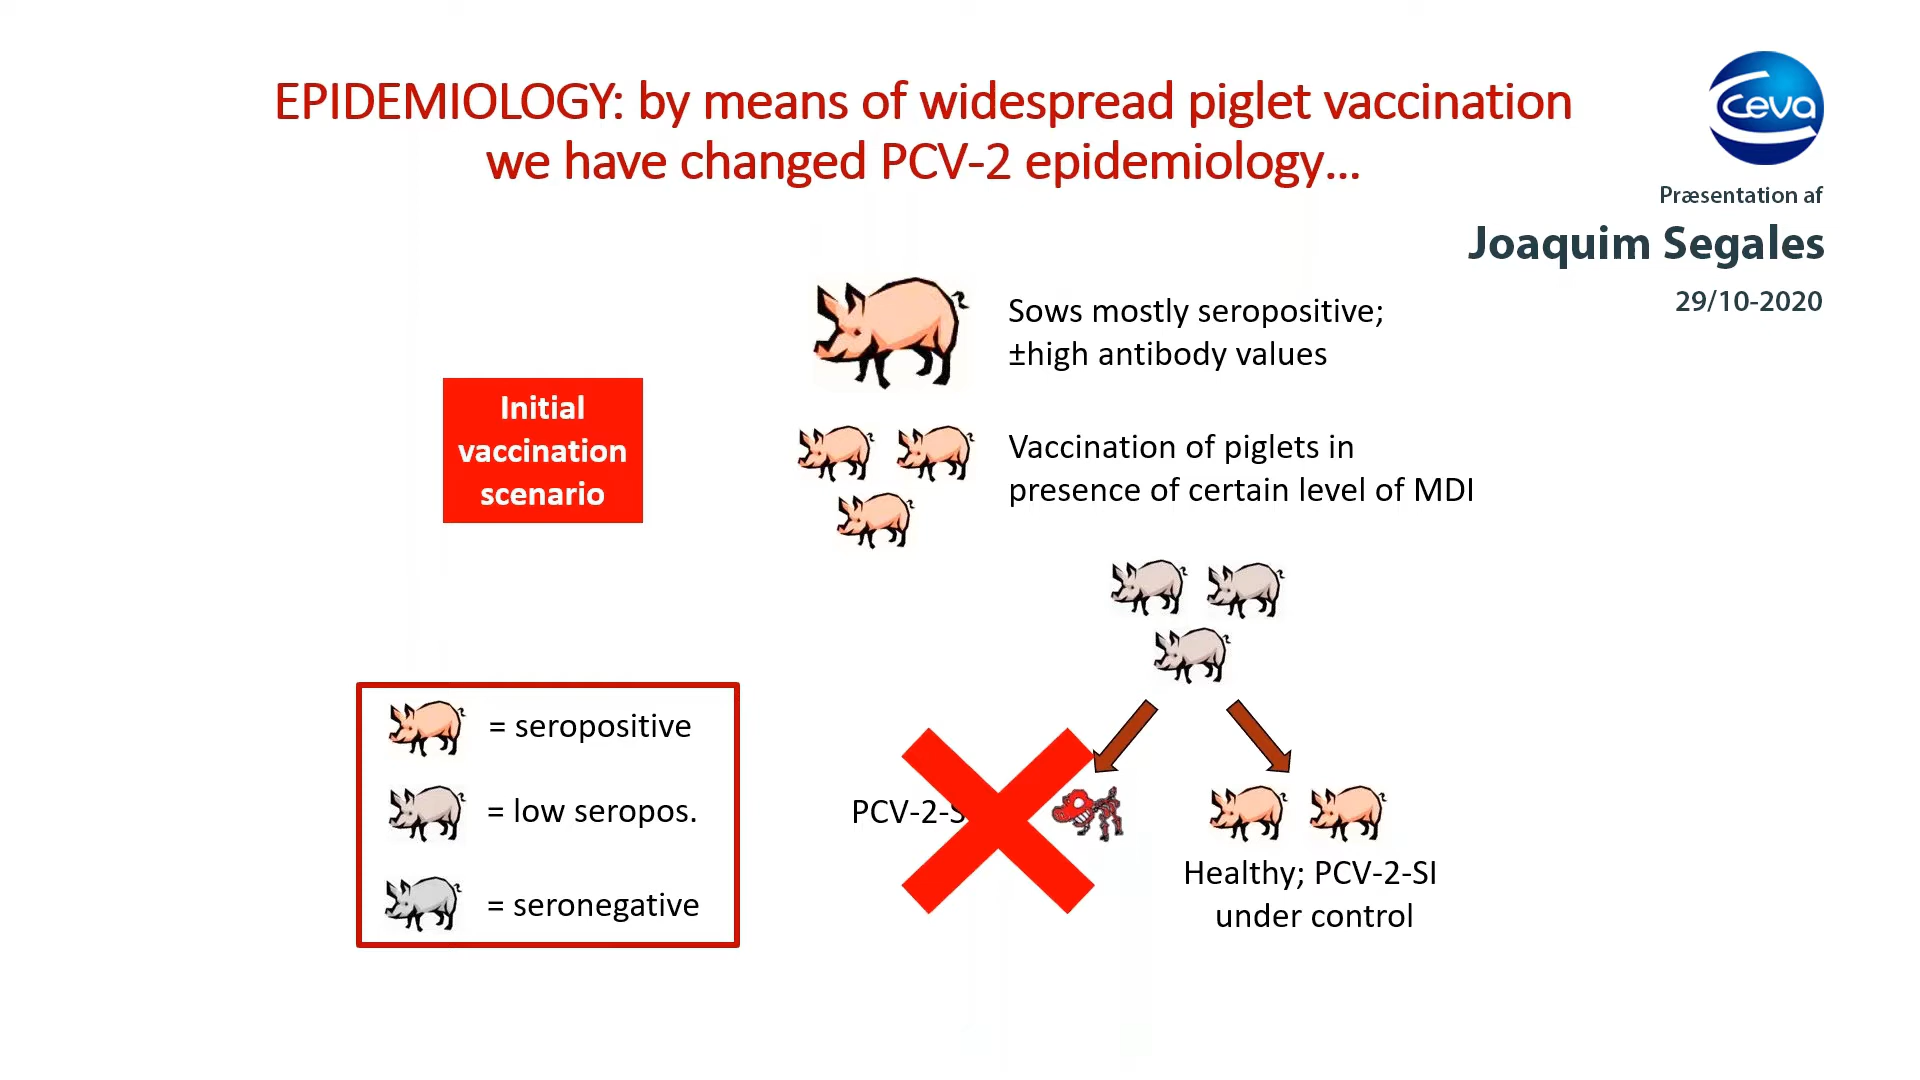 EPIDEMIOLOGY: by means of widespread piglet vaccination
we have changed PCV-2 epidemiology...
ceva
Præsentation af
Joaquim Segales
29/10-2020
Sows mostly seropositive;
±high antibody values
Initial
vaccination
scenario
Vaccination of piglets in
presence of certain level of MDI
= seropositive
= low seropos.
= seronegative
PCV-2-S
Healthy; PCV-2-SI
under control